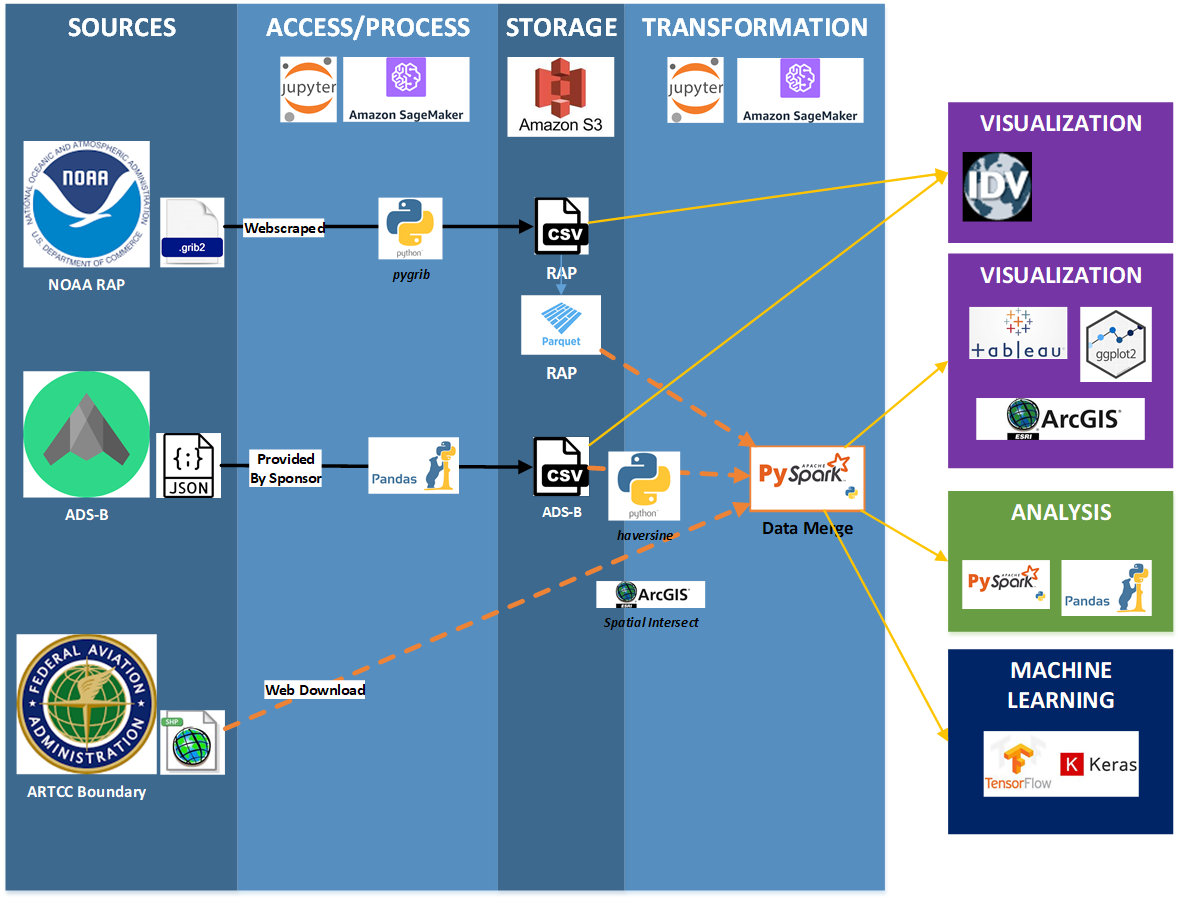 SOURCES
ACCESS/PROCESS
STORAGE
TRANSFORMATION
jupyter
Amazon SageMaker
Amazon S3
jupyter
Amazon SageMaker
NATIONAL OCEANIC AND ATMOSPHERIC ADMINISTRATION
NOAA
U.S. DEPARTMENT OF COMMERCE
.grib2
NOAA RAP
Webscraped
python
pygrib
CSV
RAP
Parquet
RAP
{;}
JSON
ADS-B
Provided
By Sponsor
Pandas
CSV
ADS-B
python
haversine
APACHE
PySpark
Data Merge
ArcGIS
ESRI
Spatial Intersect
FEDERAL AVIATION
ADMINISTRATION
SHP
ARTCC Boundary
Web Download
VISUALIZATION
IDV
VISUALIZATION
+ableau
ggplot2
ArcGIS
ESRI
ANALYSIS
APACHE
PySpark
Pandas
MACHINE
LEARNING
TensorFlow
K Keras